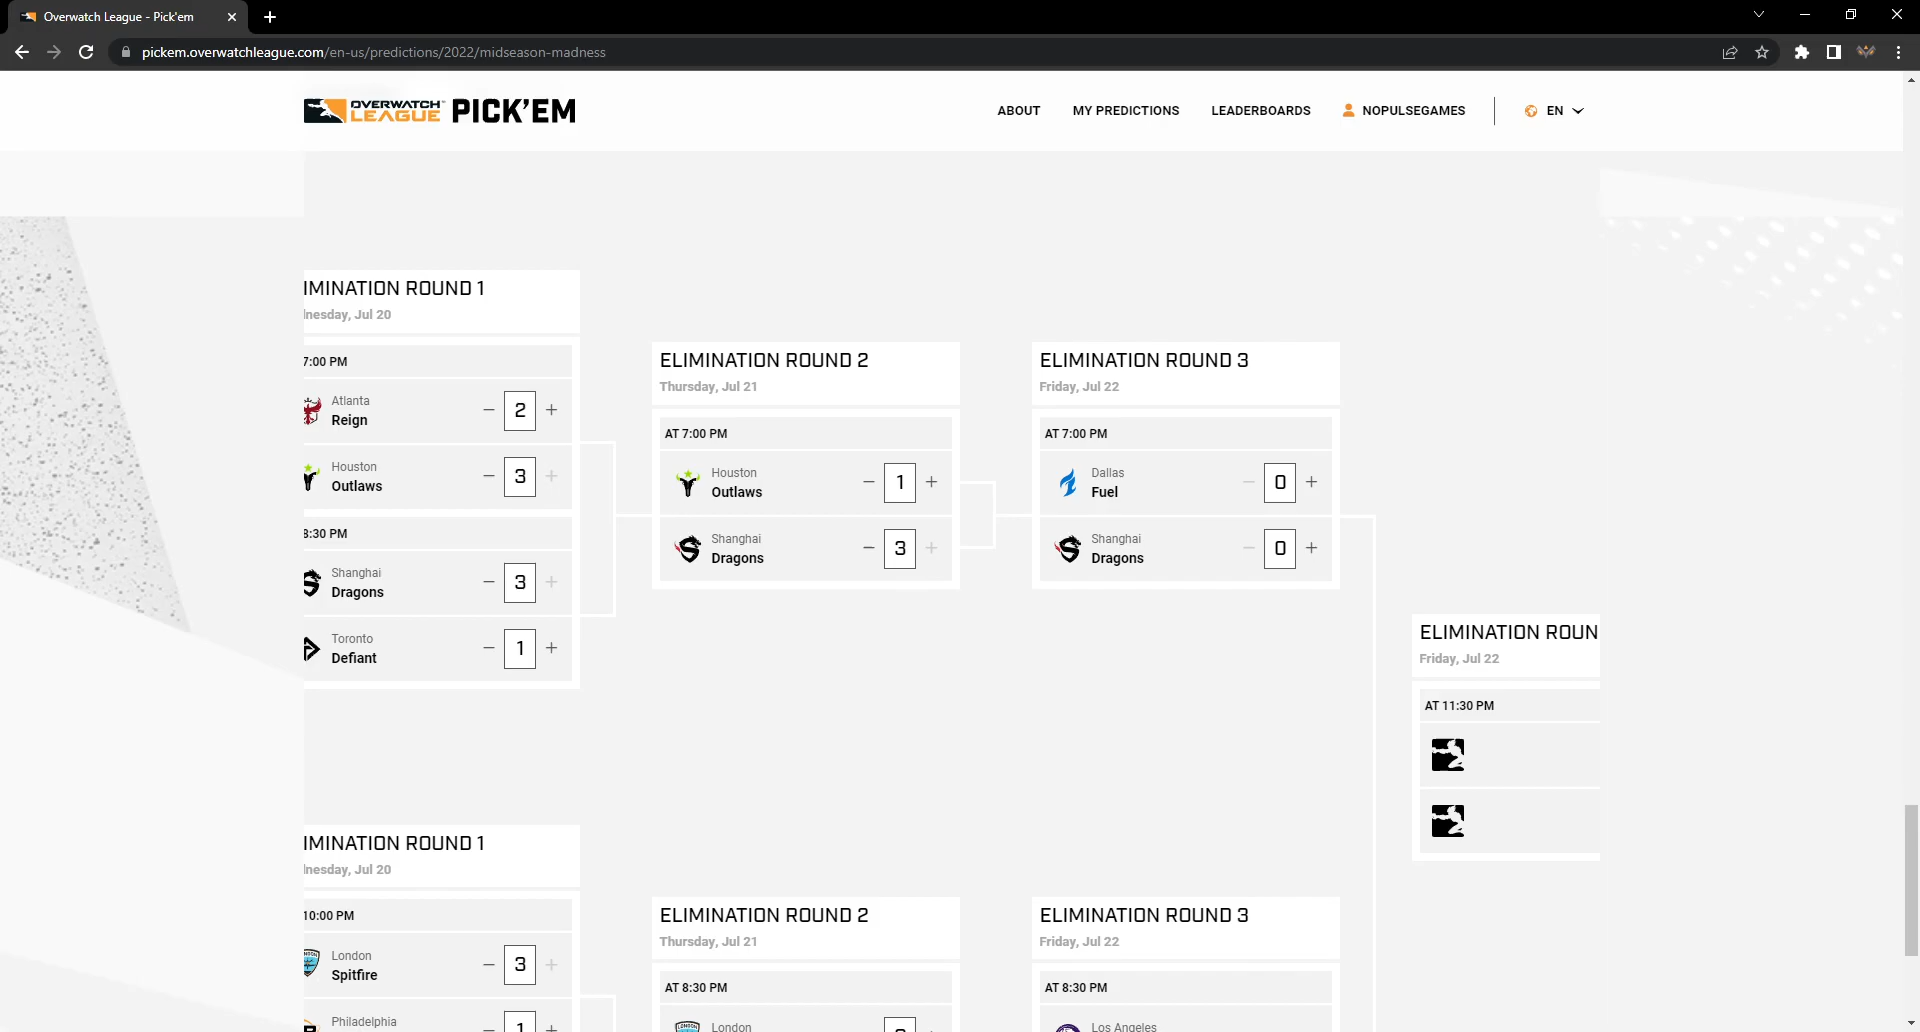 Overwatch League - Pick'em
pickem.overwatchleague.com/en-us/predictions/2022/midseason-madness
OVERWATCH LEAGUE PICK'EM
ABOUT
MY PREDICTIONS
LEADERBOARDS
NOPULSEGAMES
EN
IMINATION ROUND 1
nesday, Jul 20
7:00 PM
Atlanta
Reign
− 2 +
Houston
Outlaws
− 3 +
8:30 PM
Shanghai
Dragons
− 3 +
Toronto
Defiant
− 1 +
ELIMINATION ROUND 2
Thursday, Jul 21
AT 7:00 PM
Houston
Outlaws
− 1 +
Shanghai
Dragons
− 3 +
ELIMINATION ROUND 3
Friday, Jul 22
AT 7:00 PM
Dallas
Fuel
− 0 +
Shanghai
Dragons
− 0 +
ELIMINATION ROUN
Friday, Jul 22
AT 11:30 PM
IMINATION ROUND 1
nesday, Jul 20
10:00 PM
London
Spitfire
− 3 +
Philadelphia
− 1 +
ELIMINATION ROUND 2
Thursday, Jul 21
AT 8:30 PM
London
ELIMINATION ROUND 3
Friday, Jul 22
AT 8:30 PM
Los Angeles